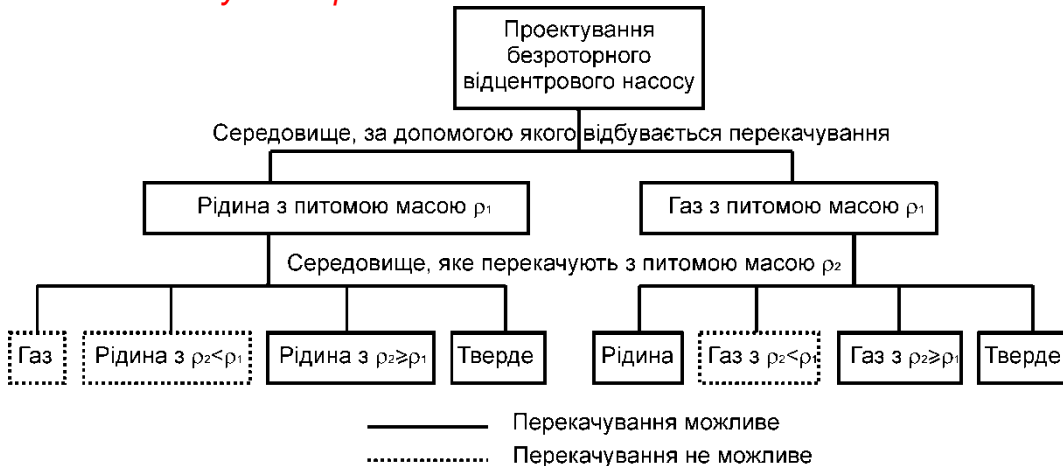 Проектування
безроторного
відцентрового насосу
Середовище, за допомогою якого відбувається перекачування
Рідина з питомою масою ρ₁
Газ з питомою масою ρ₁
Середовище, яке перекачують з питомою масою ρ₂
Газ
Рідина з ρ₂<ρ₁
Рідина з ρ₂⩾ρ₁
Тверде
Рідина
Газ з ρ₂<ρ₁
Газ з ρ₂⩾ρ₁
Тверде
Перекачування можливе
Перекачування не можливе